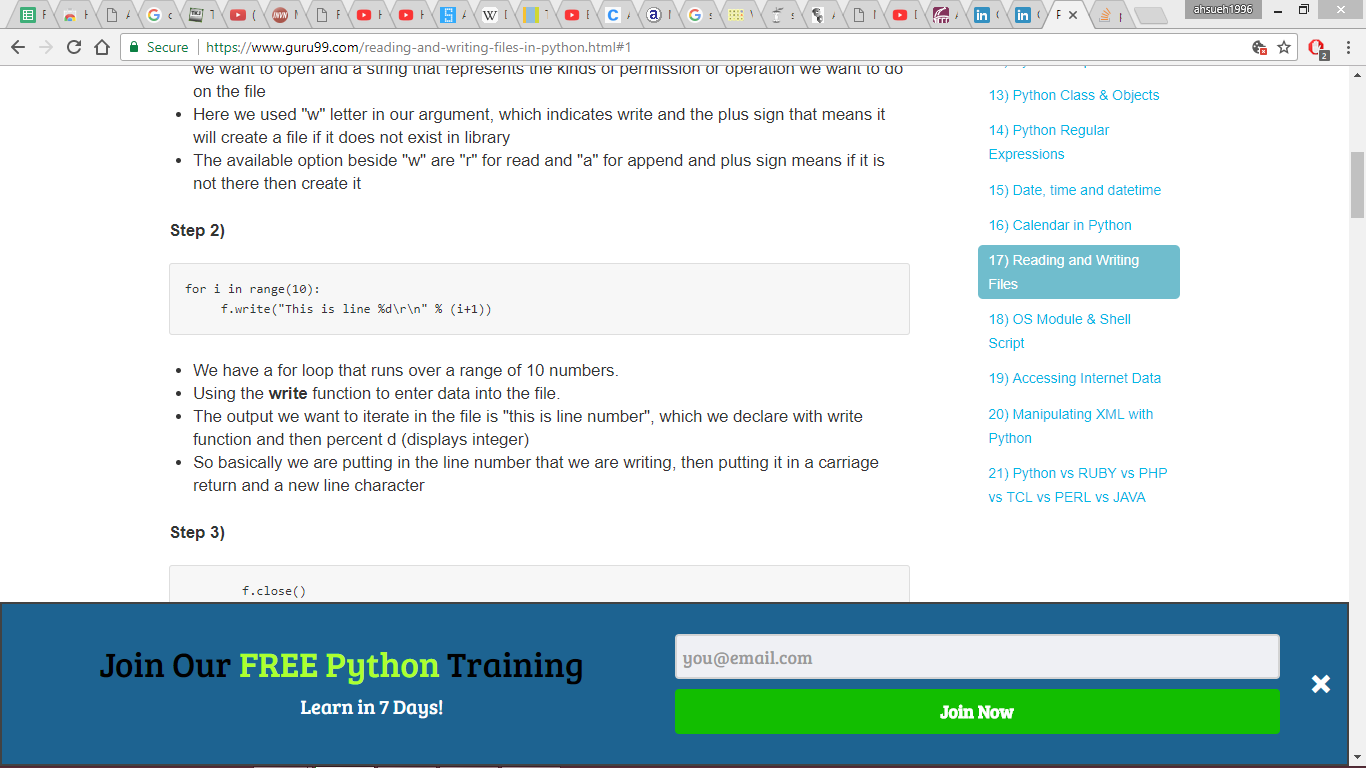 ahsueh1996
Secure https://www.guru99.com/reading-and-writing-files-in-python.html#1
2
we want to open and a string that represents the kinds of permission or operation we want to do
on the file
• Here we used "w" letter in our argument, which indicates write and the plus sign that means it
will create a file if it does not exist in library
• The available option beside "w" are "r" for read and "a" for append and plus sign means if it is
not there then create it
Step 2)
for i in range(10):
     f.write("This is line %d\r\n" % (i+1))
• We have a for loop that runs over a range of 10 numbers.
• Using the write function to enter data into the file.
• The output we want to iterate in the file is "this is line number", which we declare with write
function and then percent d (displays integer)
• So basically we are putting in the line number that we are writing, then putting it in a carriage
return and a new line character
Step 3)
f.close()
13) Python Class & Objects
14) Python Regular
Expressions
15) Date, time and datetime
16) Calendar in Python
17) Reading and Writing
Files
18) OS Module & Shell
Script
19) Accessing Internet Data
20) Manipulating XML with
Python
21) Python vs RUBY vs PHP
vs TCL vs PERL vs JAVA
Join Our FREE Python Training
Learn in 7 Days!
you@email.com
Join Now